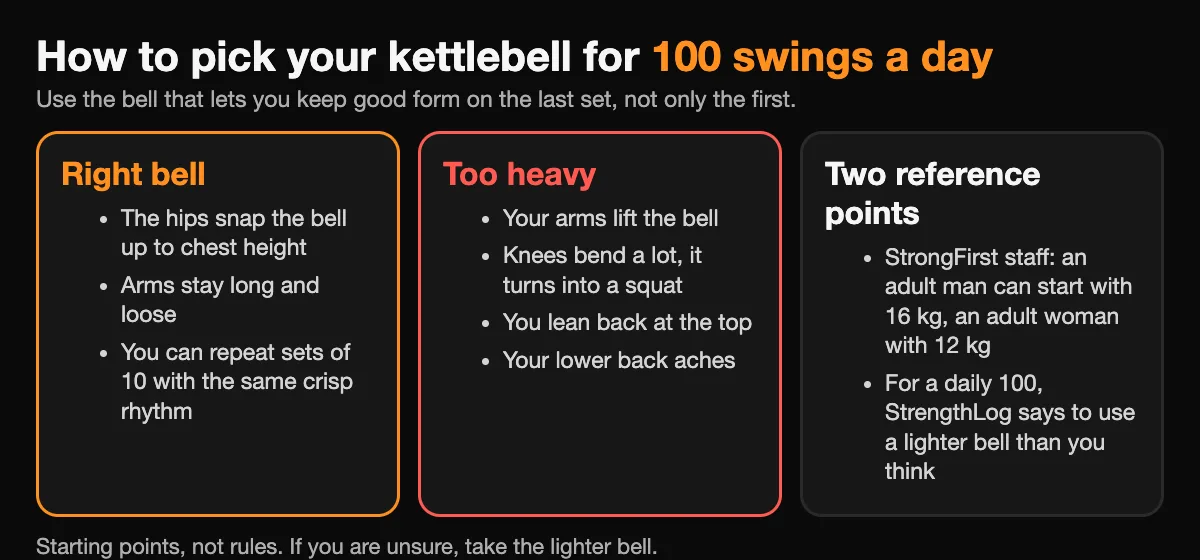 How to pick your kettlebell for 100 swings a day
Use the bell that lets you keep good form on the last set, not only the first.
Right bell
• The hips snap the bell
up to chest height
• Arms stay long and
loose
• You can repeat sets of
10 with the same crisp
rhythm
Too heavy
• Your arms lift the bell
• Knees bend a lot, it
turns into a squat
• You lean back at the top
• Your lower back aches
Two reference
points
• StrongFirst staff: an
adult man can start with
16 kg, an adult woman
with 12 kg
• For a daily 100,
StrengthLog says to use
a lighter bell than you
think
Starting points, not rules. If you are unsure, take the lighter bell.